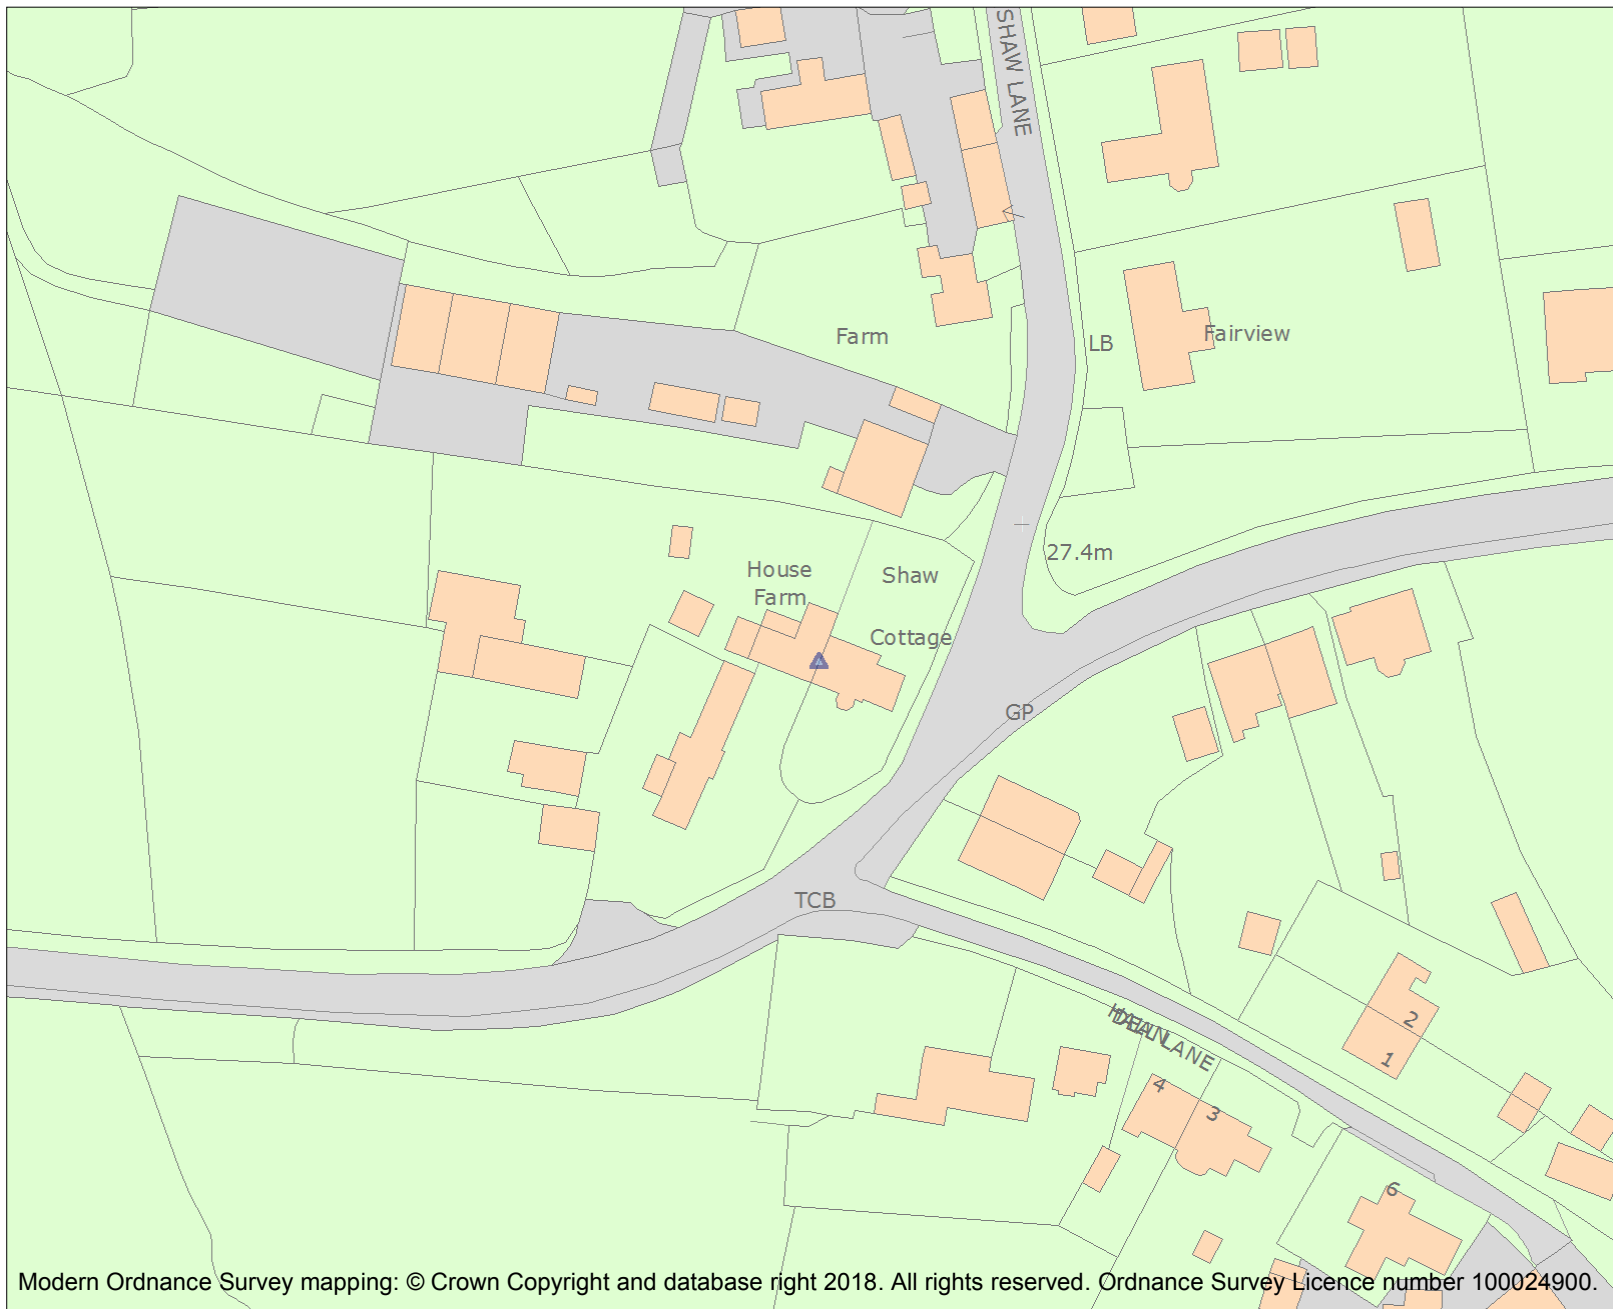 SHAW LANE
Farm
LB
Fairview
27.4m
House
Farm
Shaw
Cottage
GP
TCB
LANE
2
1
4
3
6
Modern Ordnance Survey mapping: © Crown Copyright and database right 2018. All rights reserved. Ordnance Survey Licence number 100024900.